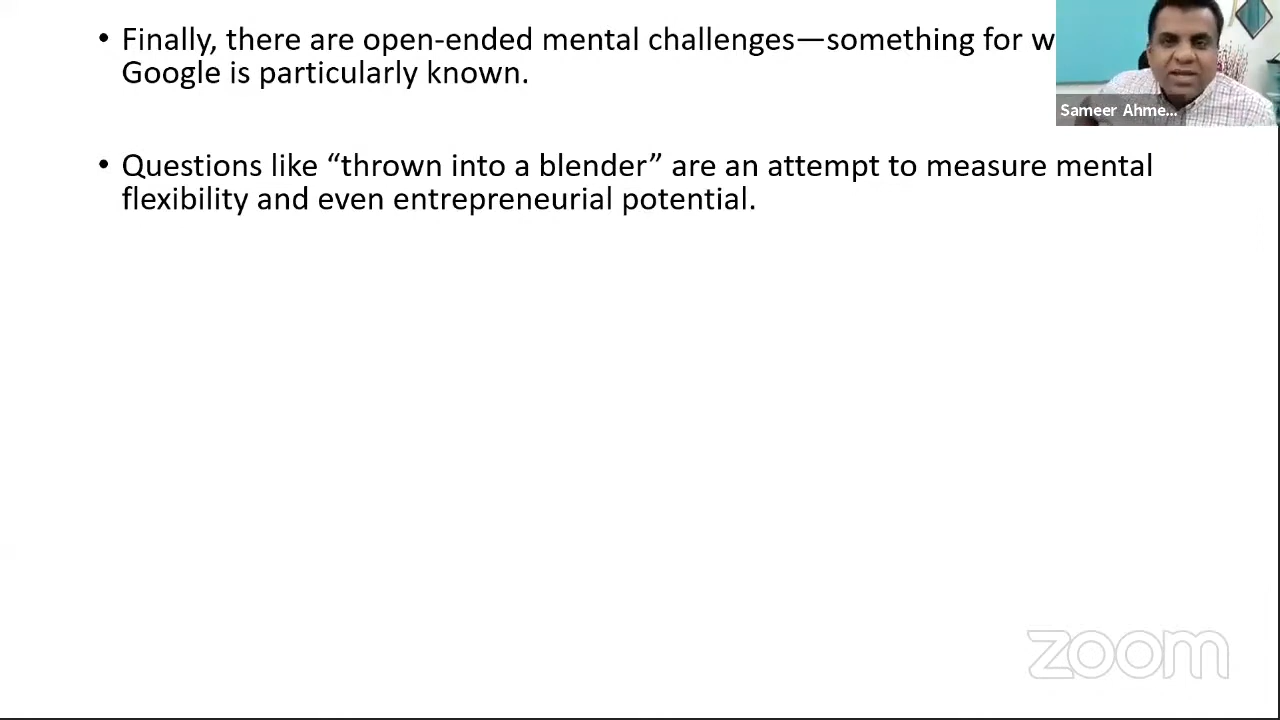 • Finally, there are open-ended mental challenges—something for w
Google is particularly known.
Sameer Ahme...
• Questions like “thrown into a blender” are an attempt to measure mental
flexibility and even entrepreneurial potential.
zoom